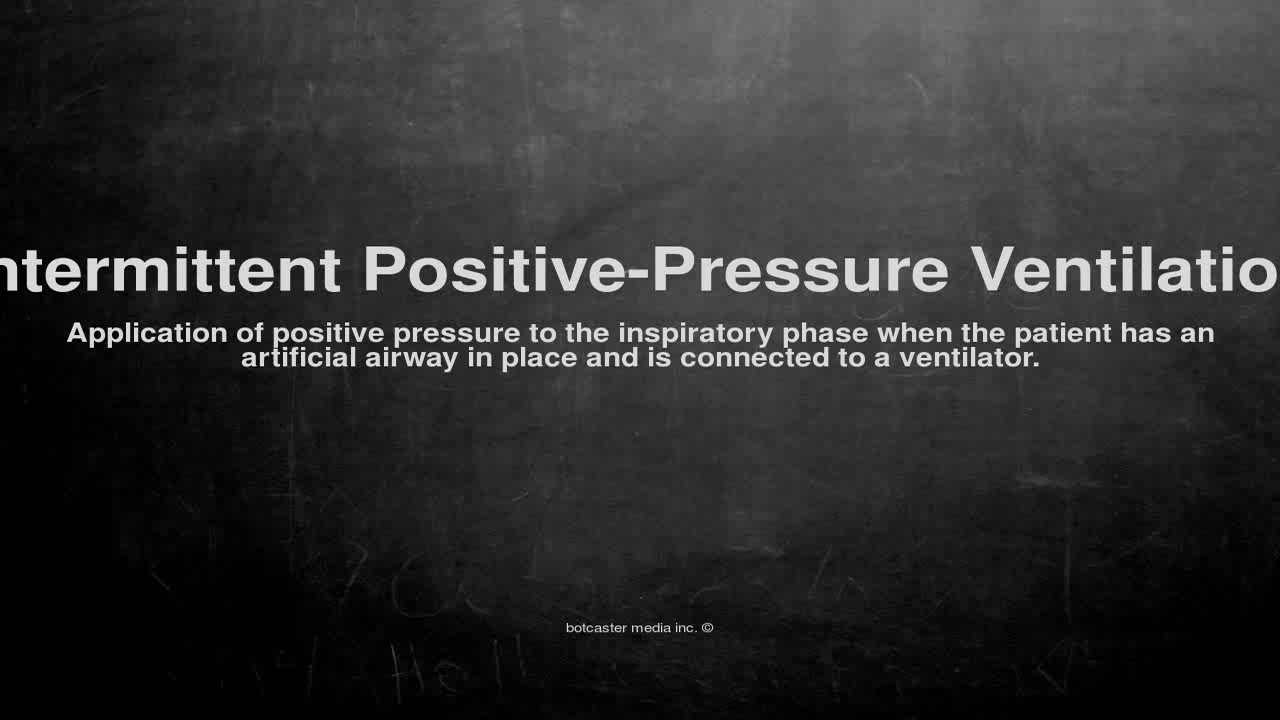 ntermittent Positive-Pressure Ventilatio
Application of positive pressure to the inspiratory phase when the patient has an
artificial airway in place and is connected to a ventilator.
botcaster media inc. ©